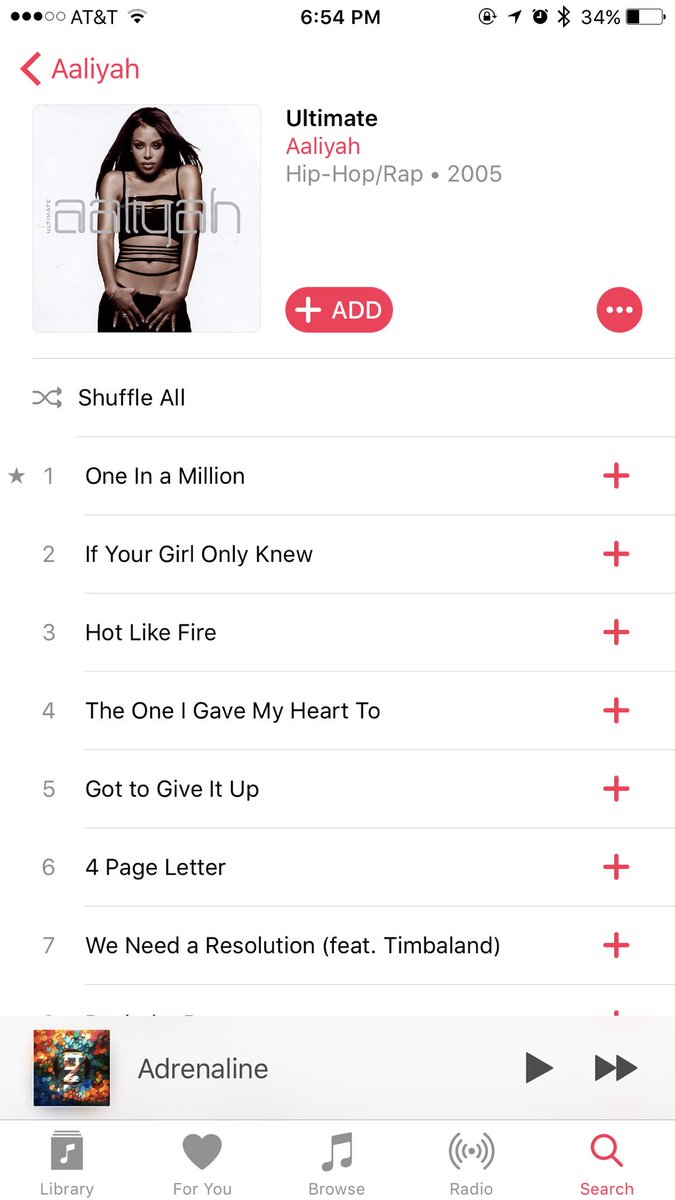 AT&T 6:54 PM 34%
Aaliyah
Ultimate
Aaliyah
Hip-Hop/Rap • 2005
ULTIMATE
aaliyah
+ ADD
Shuffle All
★ 1 One In a Million
2 If Your Girl Only Knew
3 Hot Like Fire
4 The One I Gave My Heart To
5 Got to Give It Up
6 4 Page Letter
7 We Need a Resolution (feat. Timbaland)
Adrenaline
Library For You Browse Radio Search